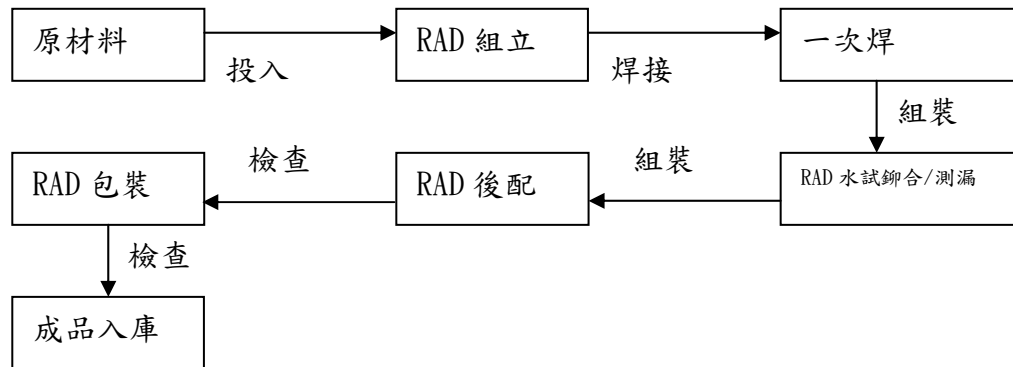 原材料
投入
RAD 組立
焊接
一次焊
組裝
RAD 水試鉚合/測漏
組裝
RAD 後配
檢查
RAD 包裝
檢查
成品入庫